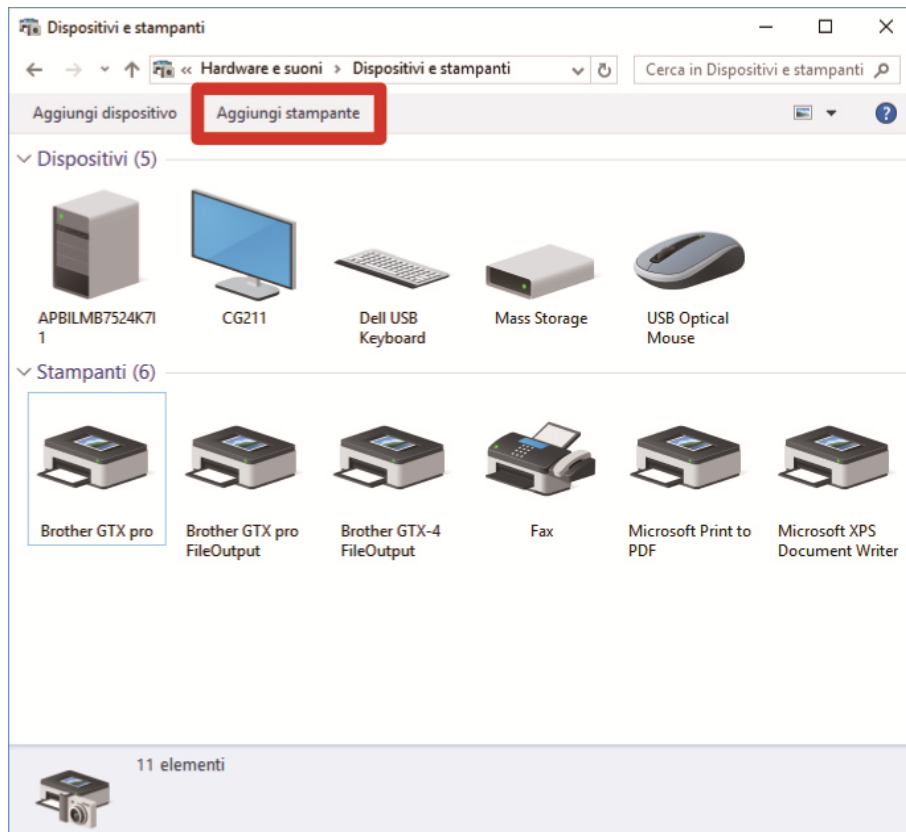 Dispositivi e stampanti
« Hardware e suoni › Dispositivi e stampanti
Cerca in Dispositivi e stampanti
Aggiungi dispositivo Aggiungi stampante
Dispositivi (5)
APBILMB7524K7I
1
CG211
Dell USB
Keyboard
Mass Storage
USB Optical
Mouse
Stampanti (6)
Brother GTX pro
Brother GTX pro
FileOutput
Brother GTX-4
FileOutput
Fax
Microsoft Print to
PDF
Microsoft XPS
Document Writer
11 elementi